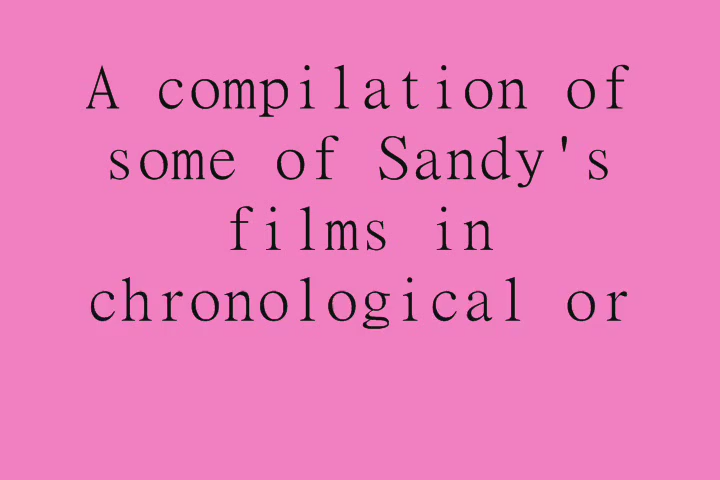 A compilation of
some of Sandy's
films in
chronological or